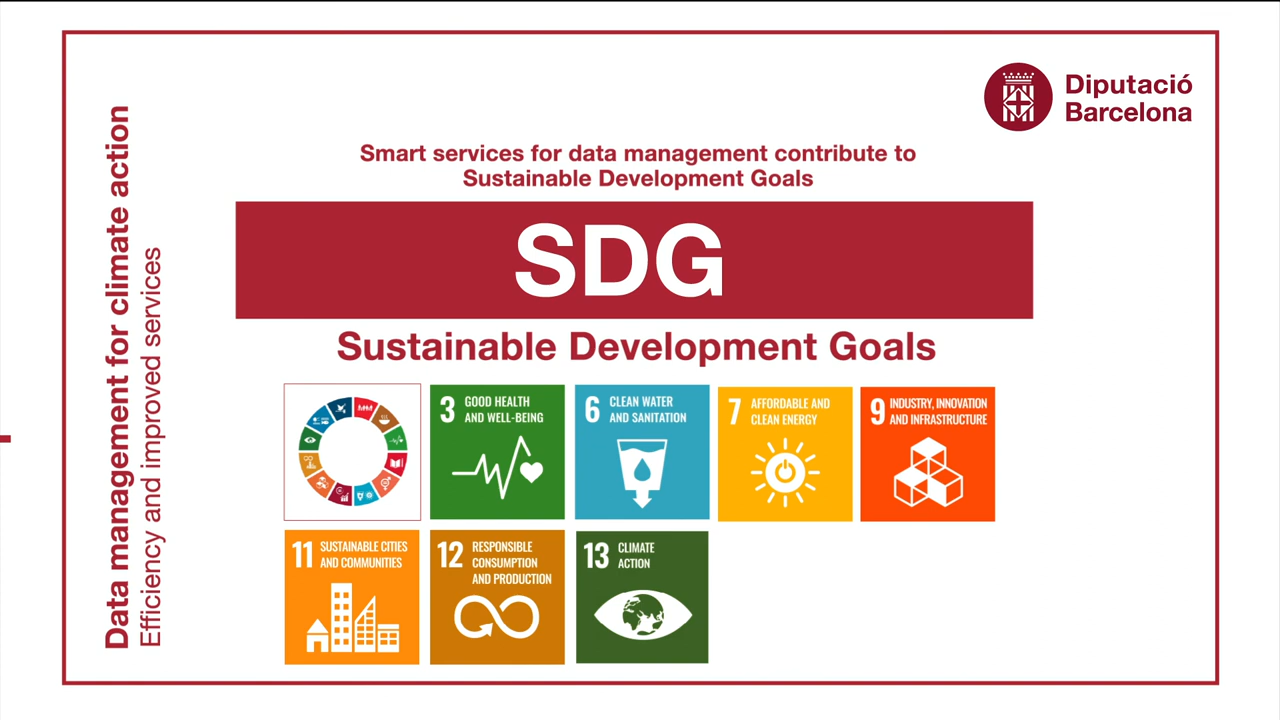 Diputació
Barcelona
Data management for climate action
Efficiency and improved services
Smart services for data management contribute to
Sustainable Development Goals
SDG
Sustainable Development Goals
3 GOOD HEALTH
AND WELL-BEING
6 CLEAN WATER
AND SANITATION
7 AFFORDABLE AND
CLEAN ENERGY
9 INDUSTRY, INNOVATION
AND INFRASTRUCTURE
11 SUSTAINABLE CITIES
AND COMMUNITIES
12 RESPONSIBLE
CONSUMPTION
AND PRODUCTION
13 CLIMATE
ACTION